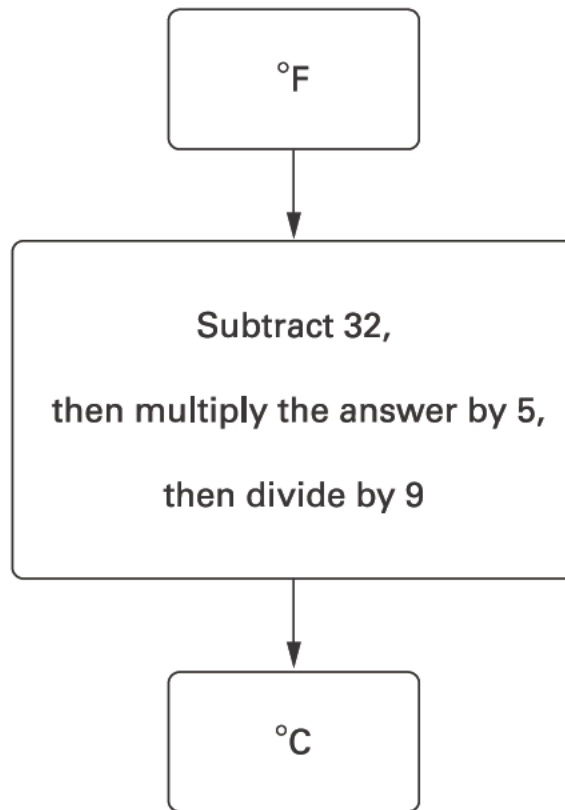 °F
Subtract 32,
then multiply the answer by 5,
then divide by 9
°C